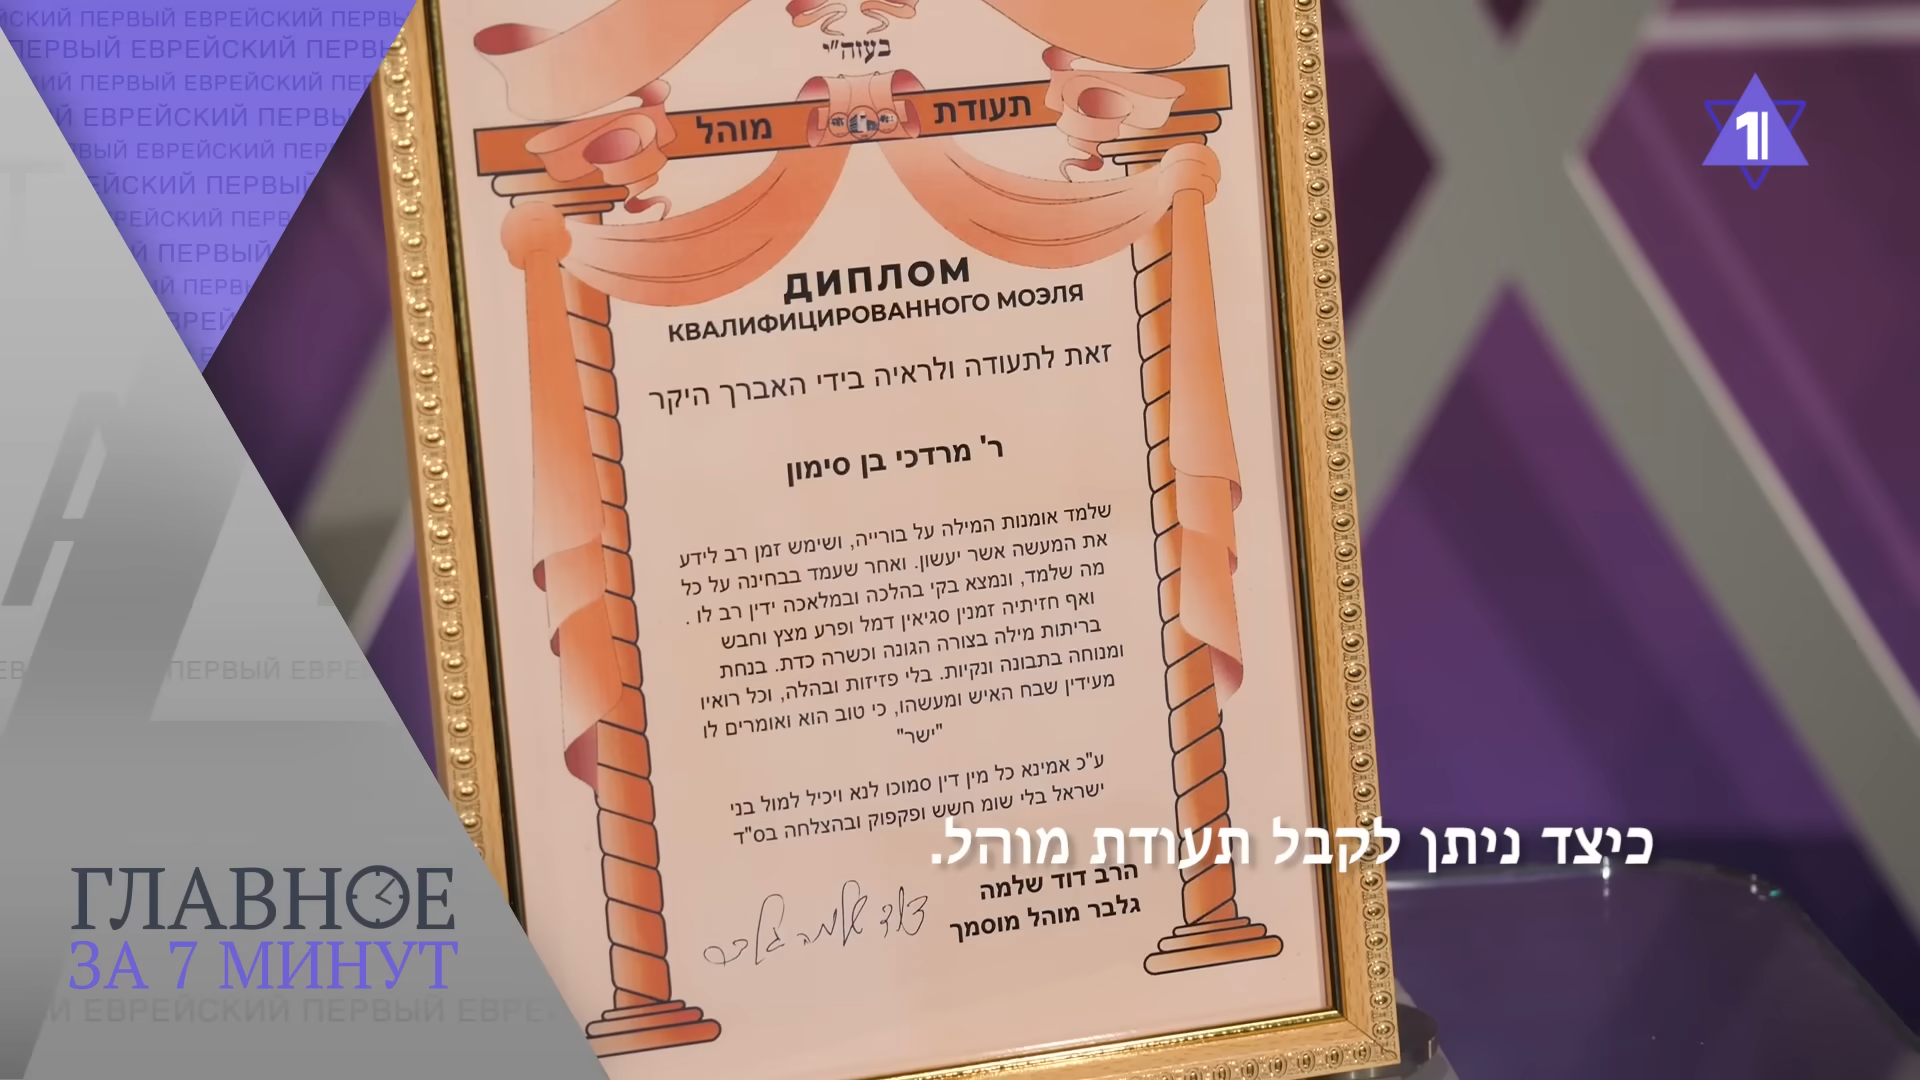 בעזה"י
תעודת מוהל
ДИПЛОМ
КВАЛИФИЦИРОВАННОГО МОЭЛЯ
זאת לתעודה ולראיה בידי האברך היקר
ר' מרדכי בן סימון
שלמד אומנות המילה על בורייה, ושימש זמן רב לידע
את המעשה אשר יעשון. ואחר שעמד בבחינה על כל
מה שלמד, ונמצא בקי בהלכה ובמלאכה ידין רב לו .
ואף חזיתיה זמנין סגיאין דמל ופרע מצץ וחבש
בריתות מילה בצורה הגונה וכשרה כדת. בנחת
ומנוחה בתבונה ונקיות. בלי פזיזות ובהלה, וכל רואיו
מעידין שבח האיש ומעשהו, כי טוב הוא ואומרים לו
"ישר"
ע"כ אמינא כל מין דין סמוכו לנא ויכיל למול בני
ישראל בלי שומ חשש ופקפוק ובהצלחה בס"ד
הרב דוד שלמה
גלבר מוהל מוסמך
דוד שלמה גלבר
כיצד ניתן לקבל תעודת מוהל.
1
ГЛАВНОЕ
ЗА 7 МИНУТ
ПЕРВЫЙ ЕВРЕЙСКИЙ